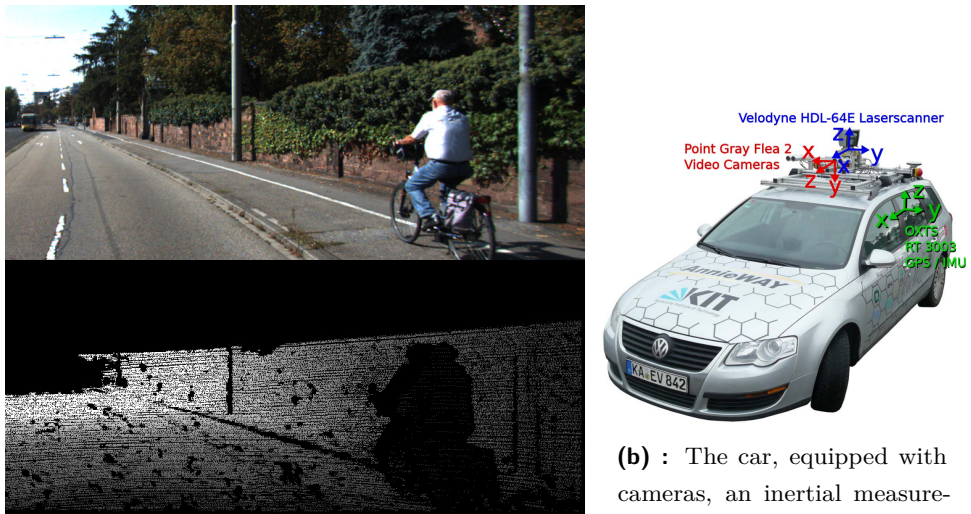 Velodyne HDL-64E Laserscanner
Point Gray Flea 2
Video Cameras
z
y
x
x
z
y
z
x
y
OXTS
RT 3003
GPS / IMU
AnnieWAY
KIT
KA EV 842
(b) : The car, equipped with
cameras, an inertial measure-